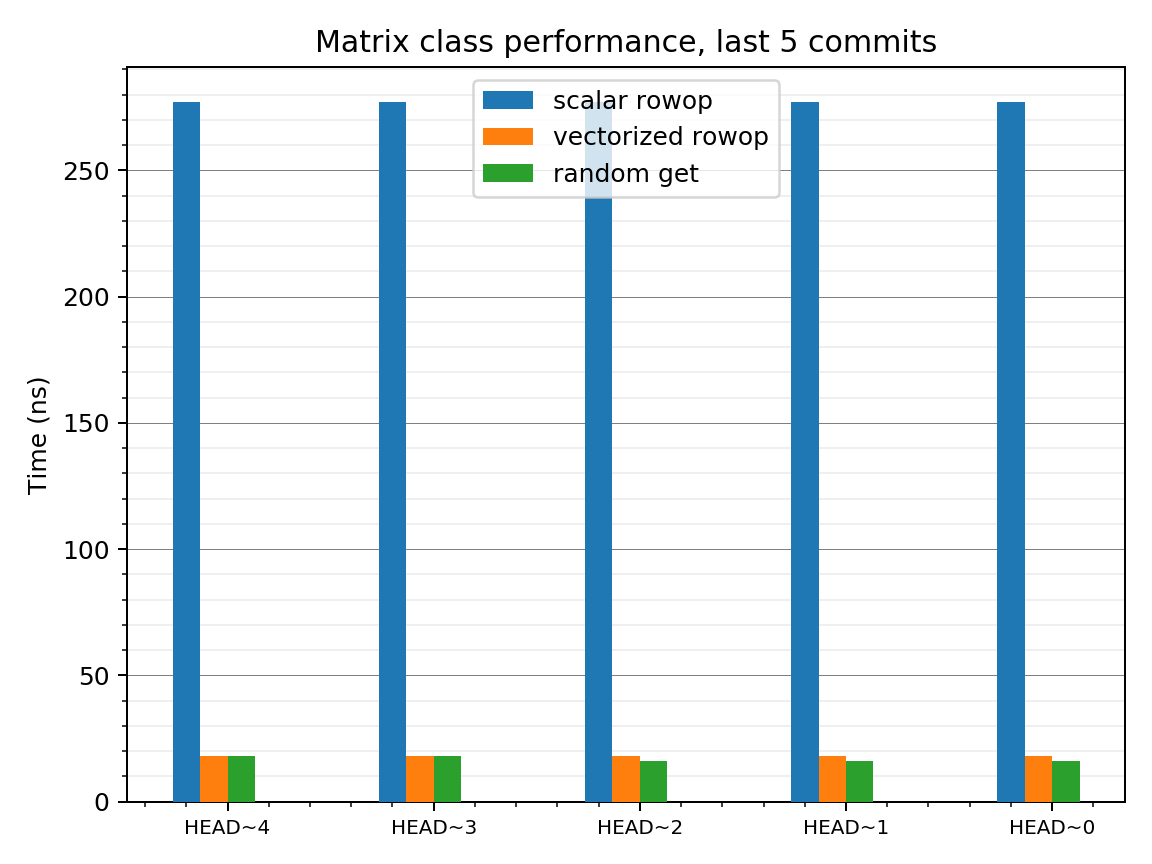 Matrix class performance, last 5 commits
scalar rowop
vectorized rowop
random get
Time (ns)
250
200
150
100
50
0
HEAD~4 HEAD~3 HEAD~2 HEAD~1 HEAD~0